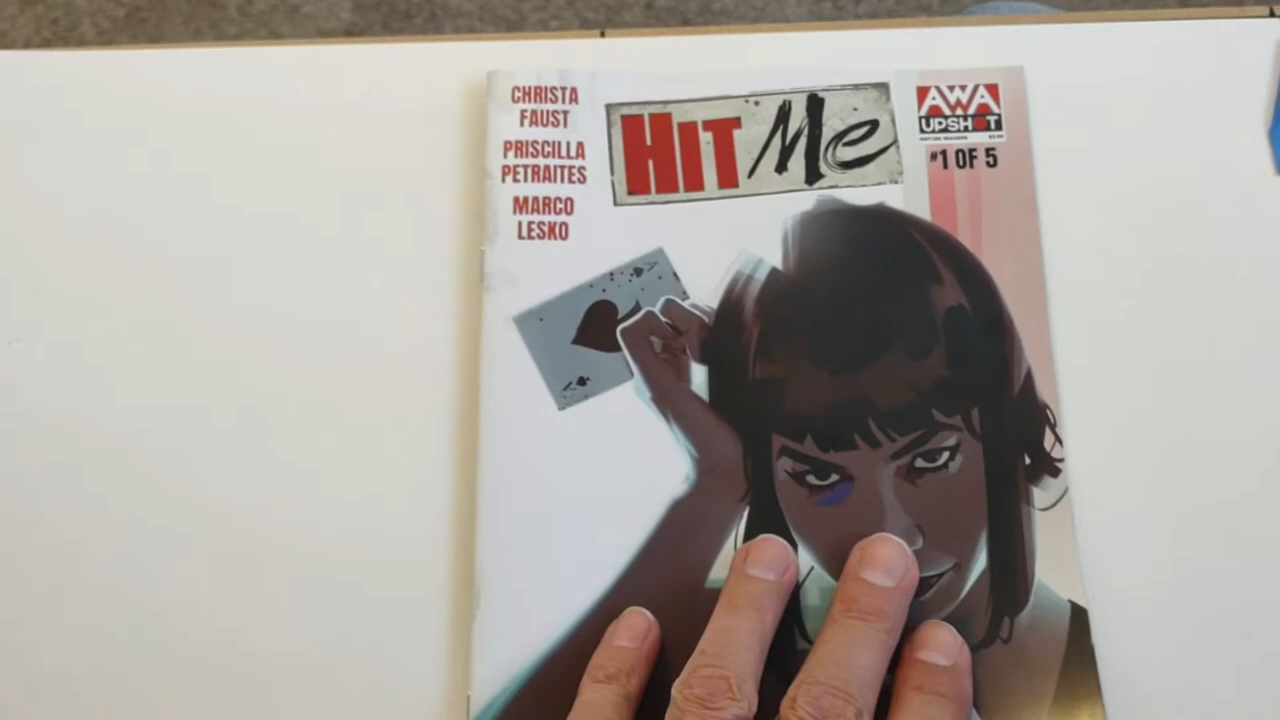 CHRISTA
FAUST
PRISCILLA
PETRAITES
MARCO
LESKO
HIT Me
AWA
UPSHOT
#1 OF 5